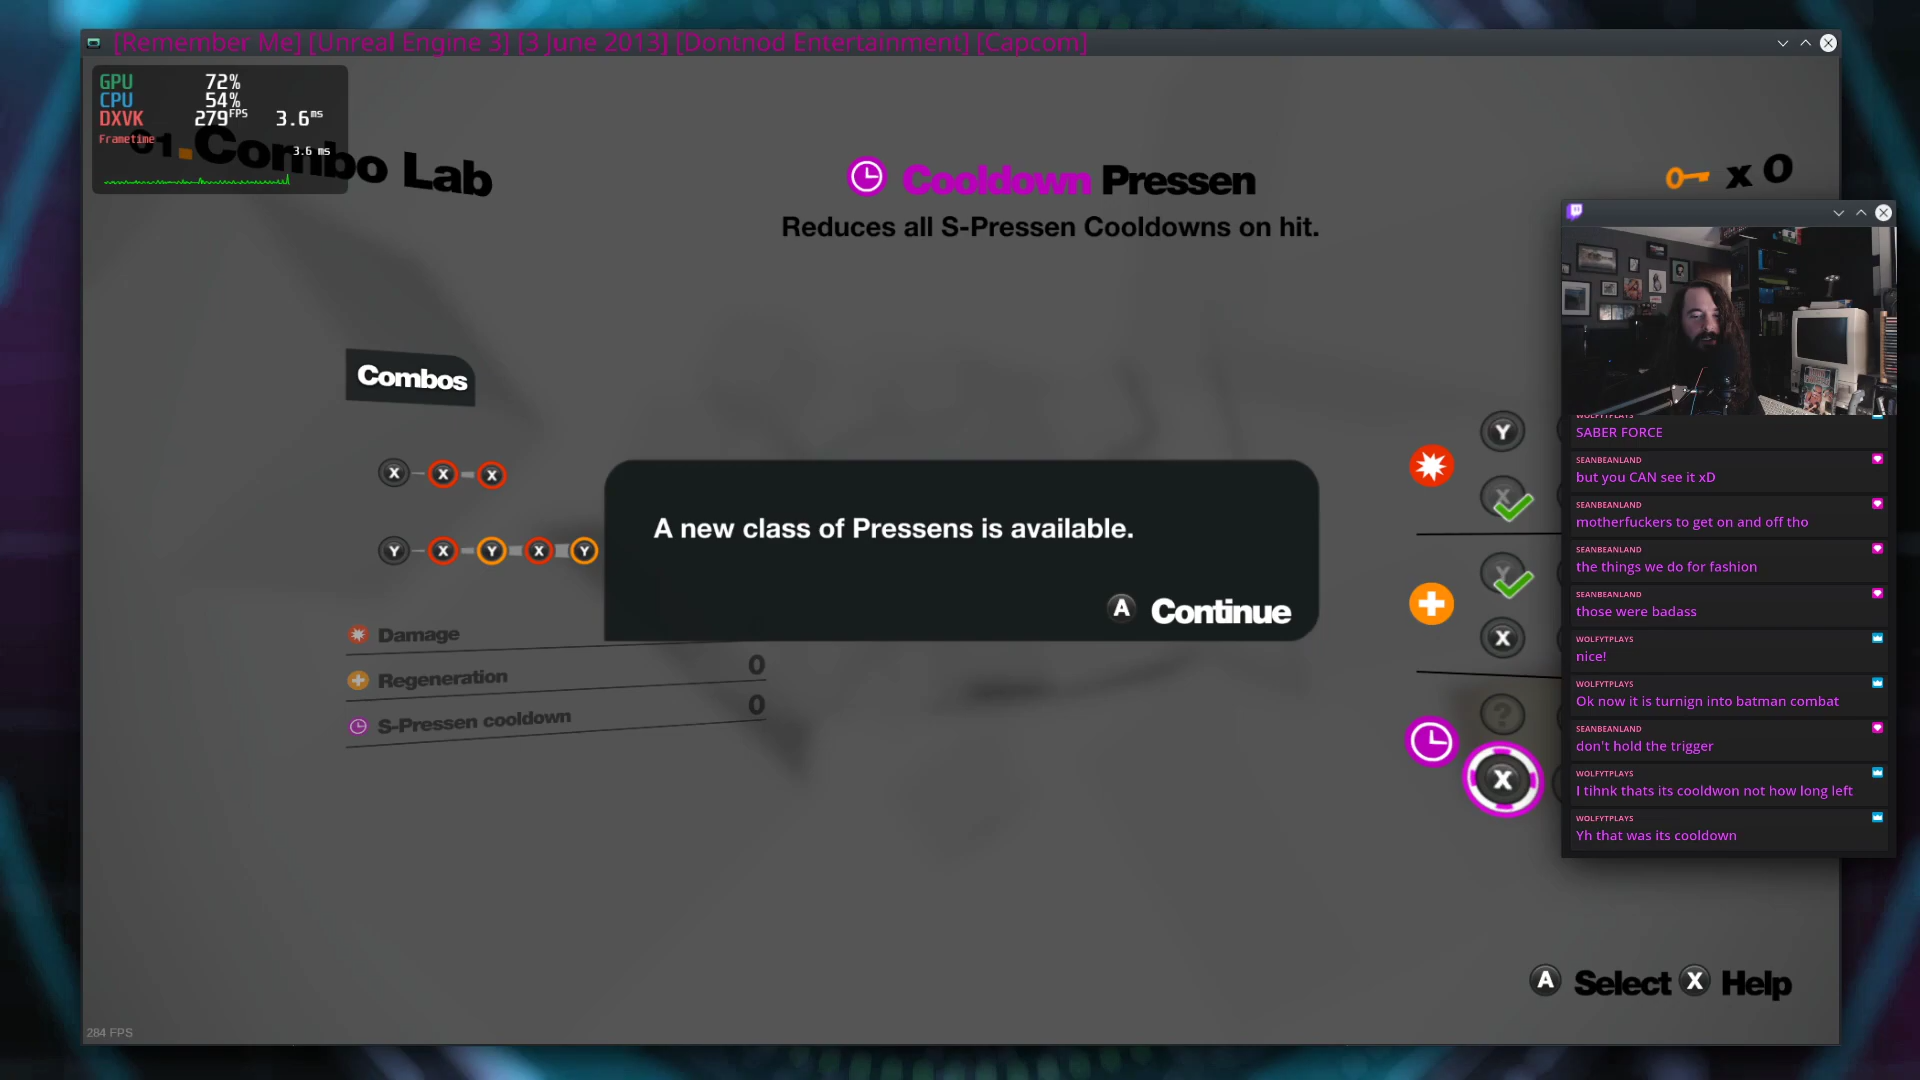 [Remember Me] [Unreal Engine 3] [3 June 2013] [Dontnod Entertainment] [Capcom]
GPU 72%
CPU 54%
DXVK 279FPS 3.6ms
Frametime
3.6 ms
01.Combo Lab
Cooldown Pressen
Reduces all S-Pressen Cooldowns on hit.
x 0
Combos
X X X
Y X Y X Y
Damage
Regeneration 0
S-Pressen cooldown 0
A new class of Pressens is available.
A Continue
Y
X
Y
X
?
X
WOLFYTPLAYS
SABER FORCE
SEANBEANLAND
but you CAN see it xD
SEANBEANLAND
motherfuckers to get on and off tho
SEANBEANLAND
the things we do for fashion
SEANBEANLAND
those were badass
WOLFYTPLAYS
nice!
WOLFYTPLAYS
Ok now it is turnign into batman combat
SEANBEANLAND
don't hold the trigger
WOLFYTPLAYS
I tihnk thats its cooldwon not how long left
WOLFYTPLAYS
Yh that was its cooldown
A Select X Help
284 FPS